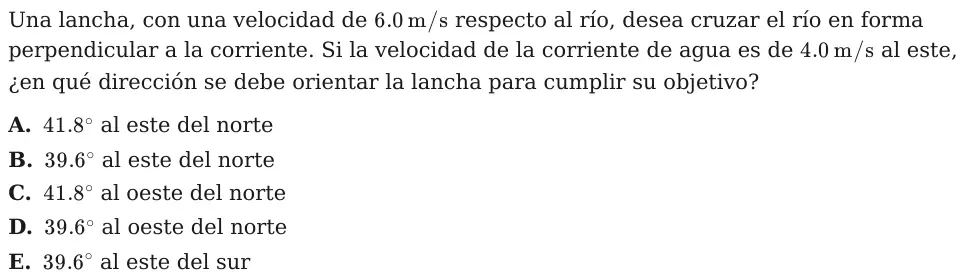 Una lancha, con una velocidad de 6.0 m/s respecto al río, desea cruzar el río en forma
perpendicular a la corriente. Si la velocidad de la corriente de agua es de 4.0 m/s al este,
¿en qué dirección se debe orientar la lancha para cumplir su objetivo?
A. 41.8° al este del norte
B. 39.6° al este del norte
C. 41.8° al oeste del norte
D. 39.6° al oeste del norte
E. 39.6° al este del sur